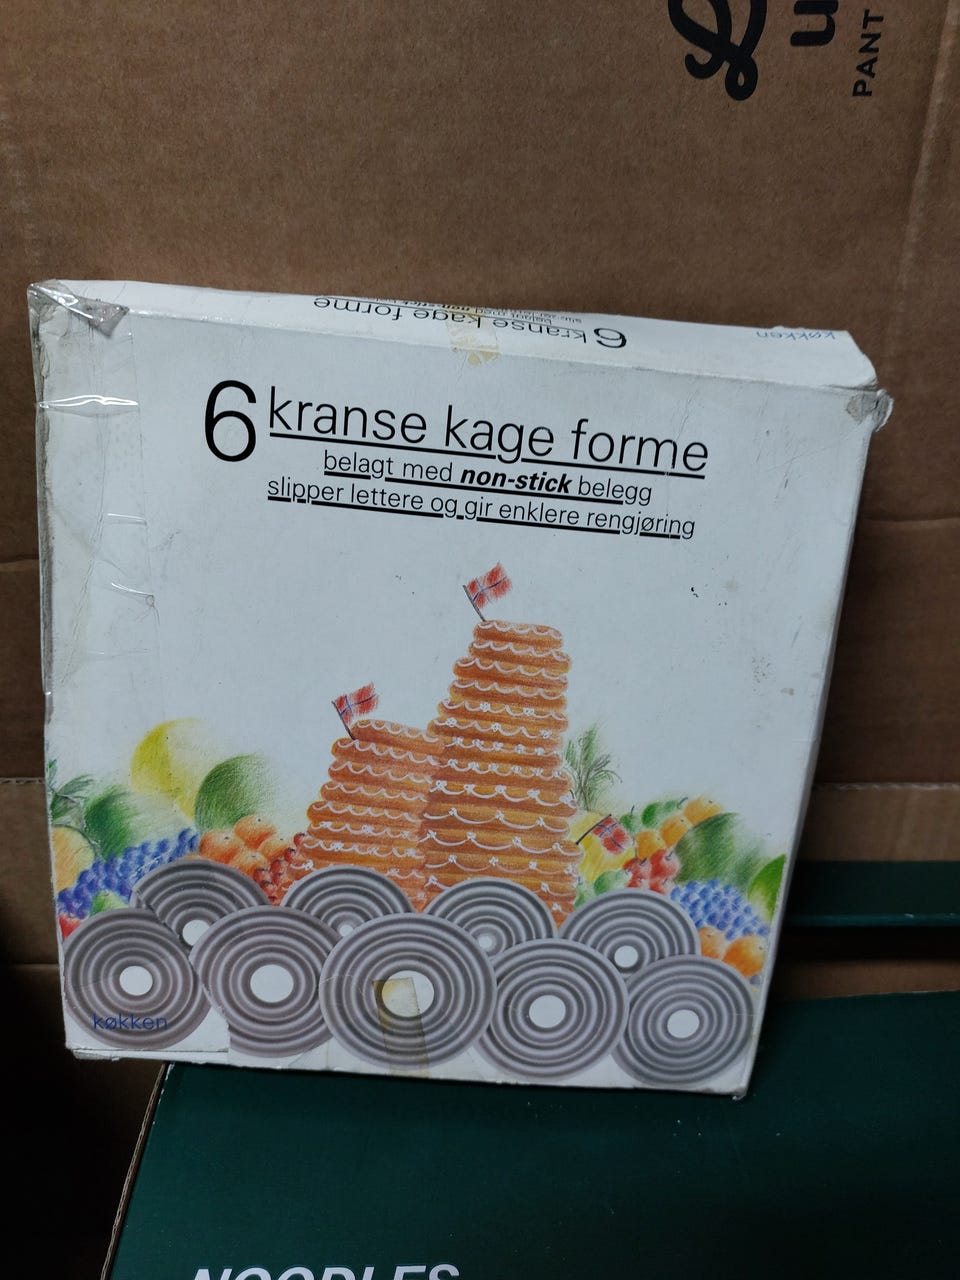 PANT
6 kranse kage forme
køkken
6 kranse kage forme
belagt med non-stick belegg
slipper lettere og gir enklere rengjøring
køkken
NOODLES